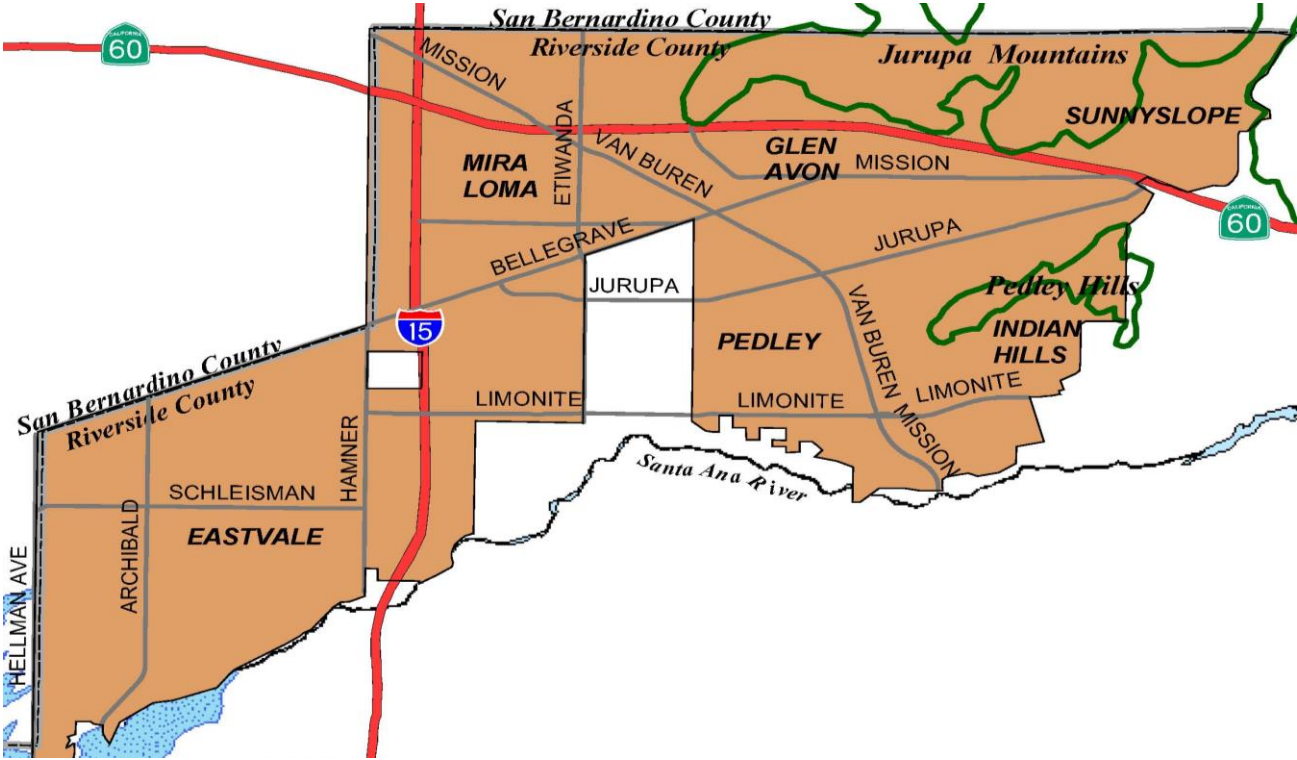 San Bernardino County
Riverside County
CALIFORNIA
60
MISSION
Jurupa Mountains
SUNNYSLOPE
ETIWANDA
VAN BUREN
GLEN
AVON
MISSION
MIRA
LOMA
CALIFORNIA
60
BELLEGRAVE
JURUPA
JURUPA
Pedley Hills
INDIAN
HILLS
15
PEDLEY
VAN BUREN
San Bernardino County
Riverside County
LIMONITE
LIMONITE
LIMONITE
MISSION
HAMNER
Santa Ana River
SCHLEISMAN
EASTVALE
ARCHIBALD
HELLMAN AVE